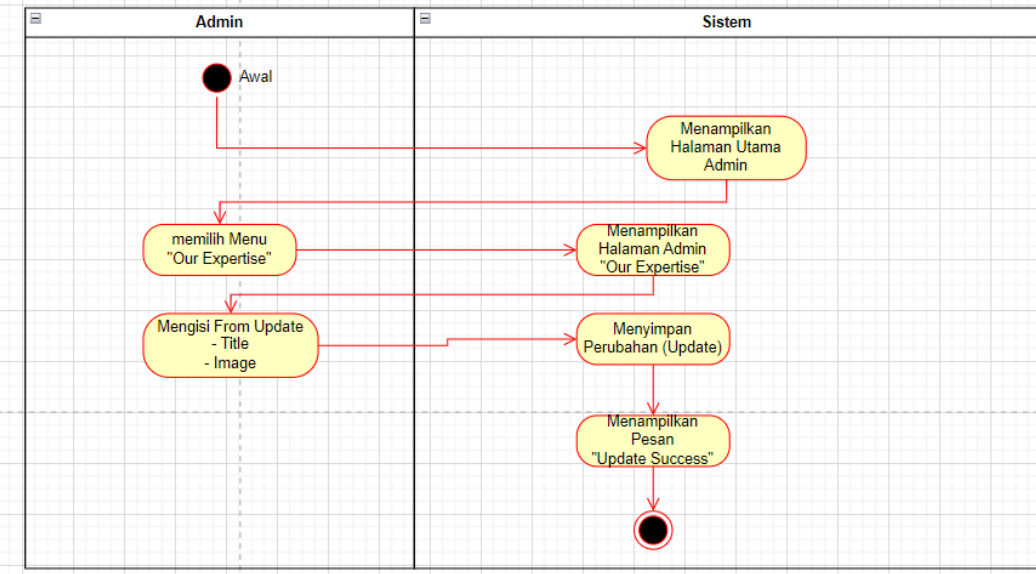 Admin
Sistem
Awal
Menampilkan
Halaman Utama
Admin
memilih Menu
"Our Expertise"
Menampilkan
Halaman Admin
"Our Expertise"
Mengisi From Update
- Title
- Image
Menyimpan
Perubahan (Update)
Menampilkan
Pesan
"Update Success"